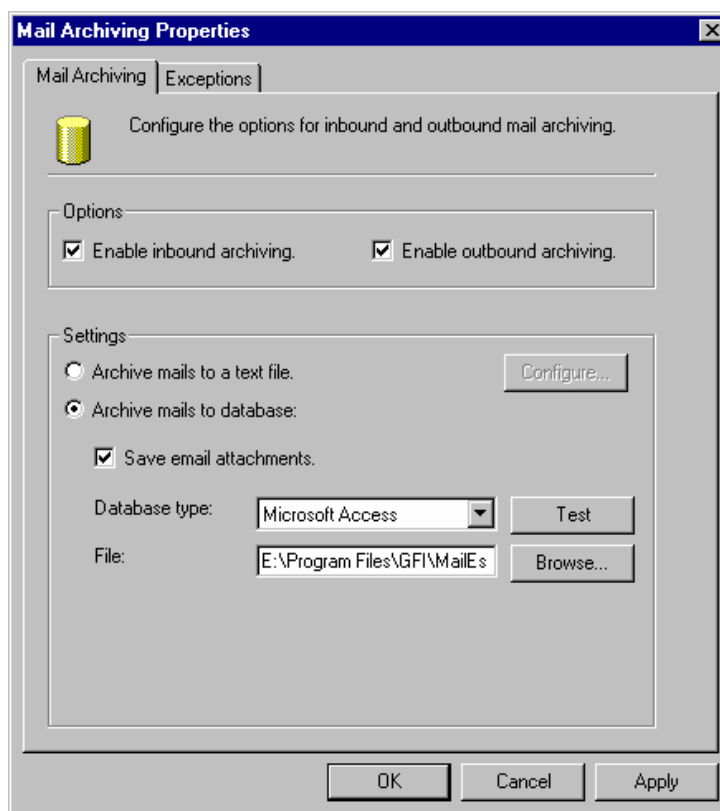 Mail Archiving Properties
Mail Archiving Exceptions
Configure the options for inbound and outbound mail archiving.
Options
Enable inbound archiving. Enable outbound archiving.
Settings
Archive mails to a text file. Configure...
Archive mails to database:
Save email attachments.
Database type: Microsoft Access Test
File: E:\Program Files\GFI\MailEs Browse...
OK Cancel Apply